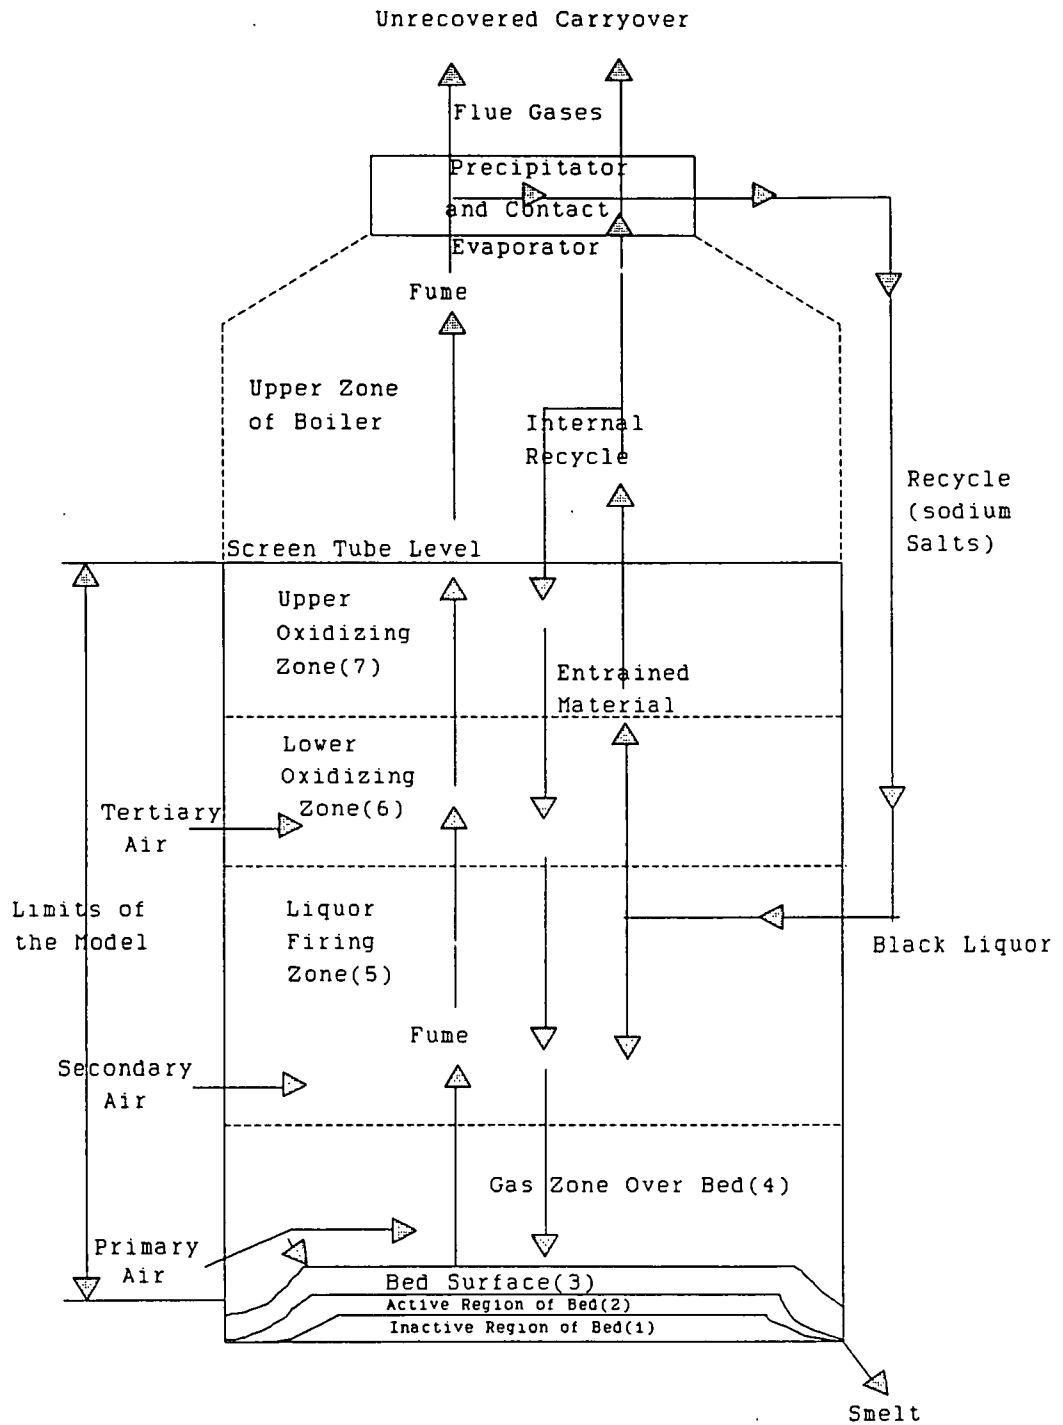 Unrecovered Carryover
Flue Gases
Precipitator
and Contact
Evaporator
Fume
Upper Zone
of Boiler
Internal
Recycle
Recycle
(sodium
Salts)
Screen Tube Level
Upper
Oxidizing
Zone(7)
Entrained
Material
Lower
Oxidizing
Zone(6)
Tertiary
Air
Limits of
the Model
Liquor
Firing
Zone(5)
Black Liquor
Fume
Secondary
Air
Gas Zone Over Bed(4)
Primary
Air
Bed Surface(3)
Active Region of Bed(2)
Inactive Region of Bed(1)
Smelt